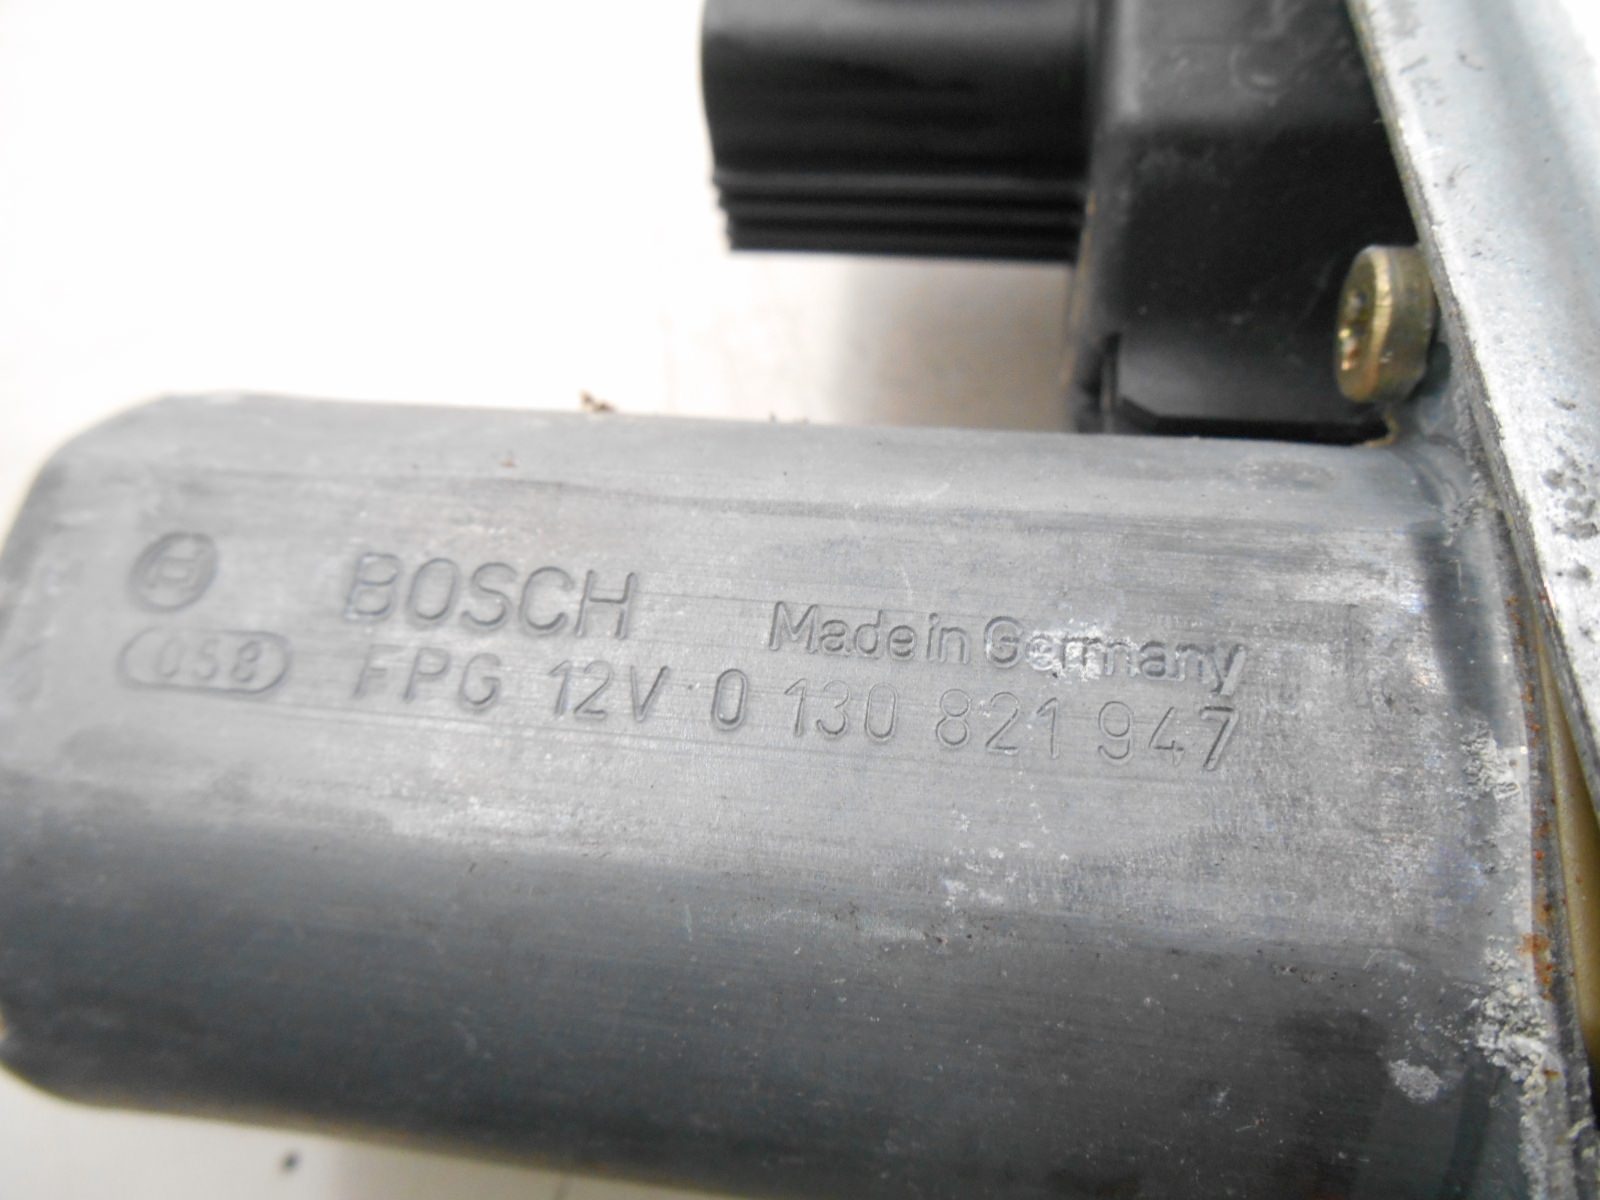 BOSCH Made in Germany
058 FPG 12V 0 130 821 947